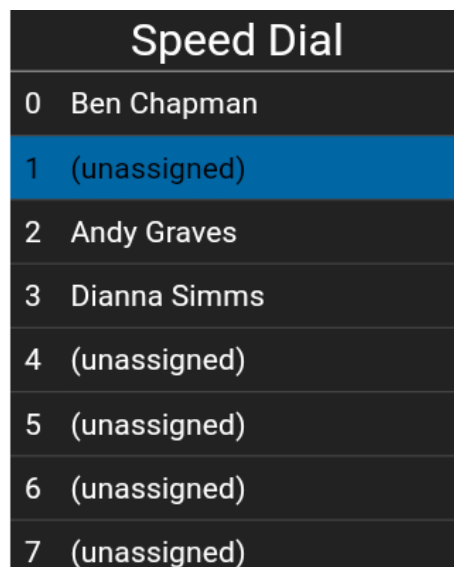 Speed Dial
0 Ben Chapman
1 (unassigned)
2 Andy Graves
3 Dianna Simms
4 (unassigned)
5 (unassigned)
6 (unassigned)
7 (unassigned)